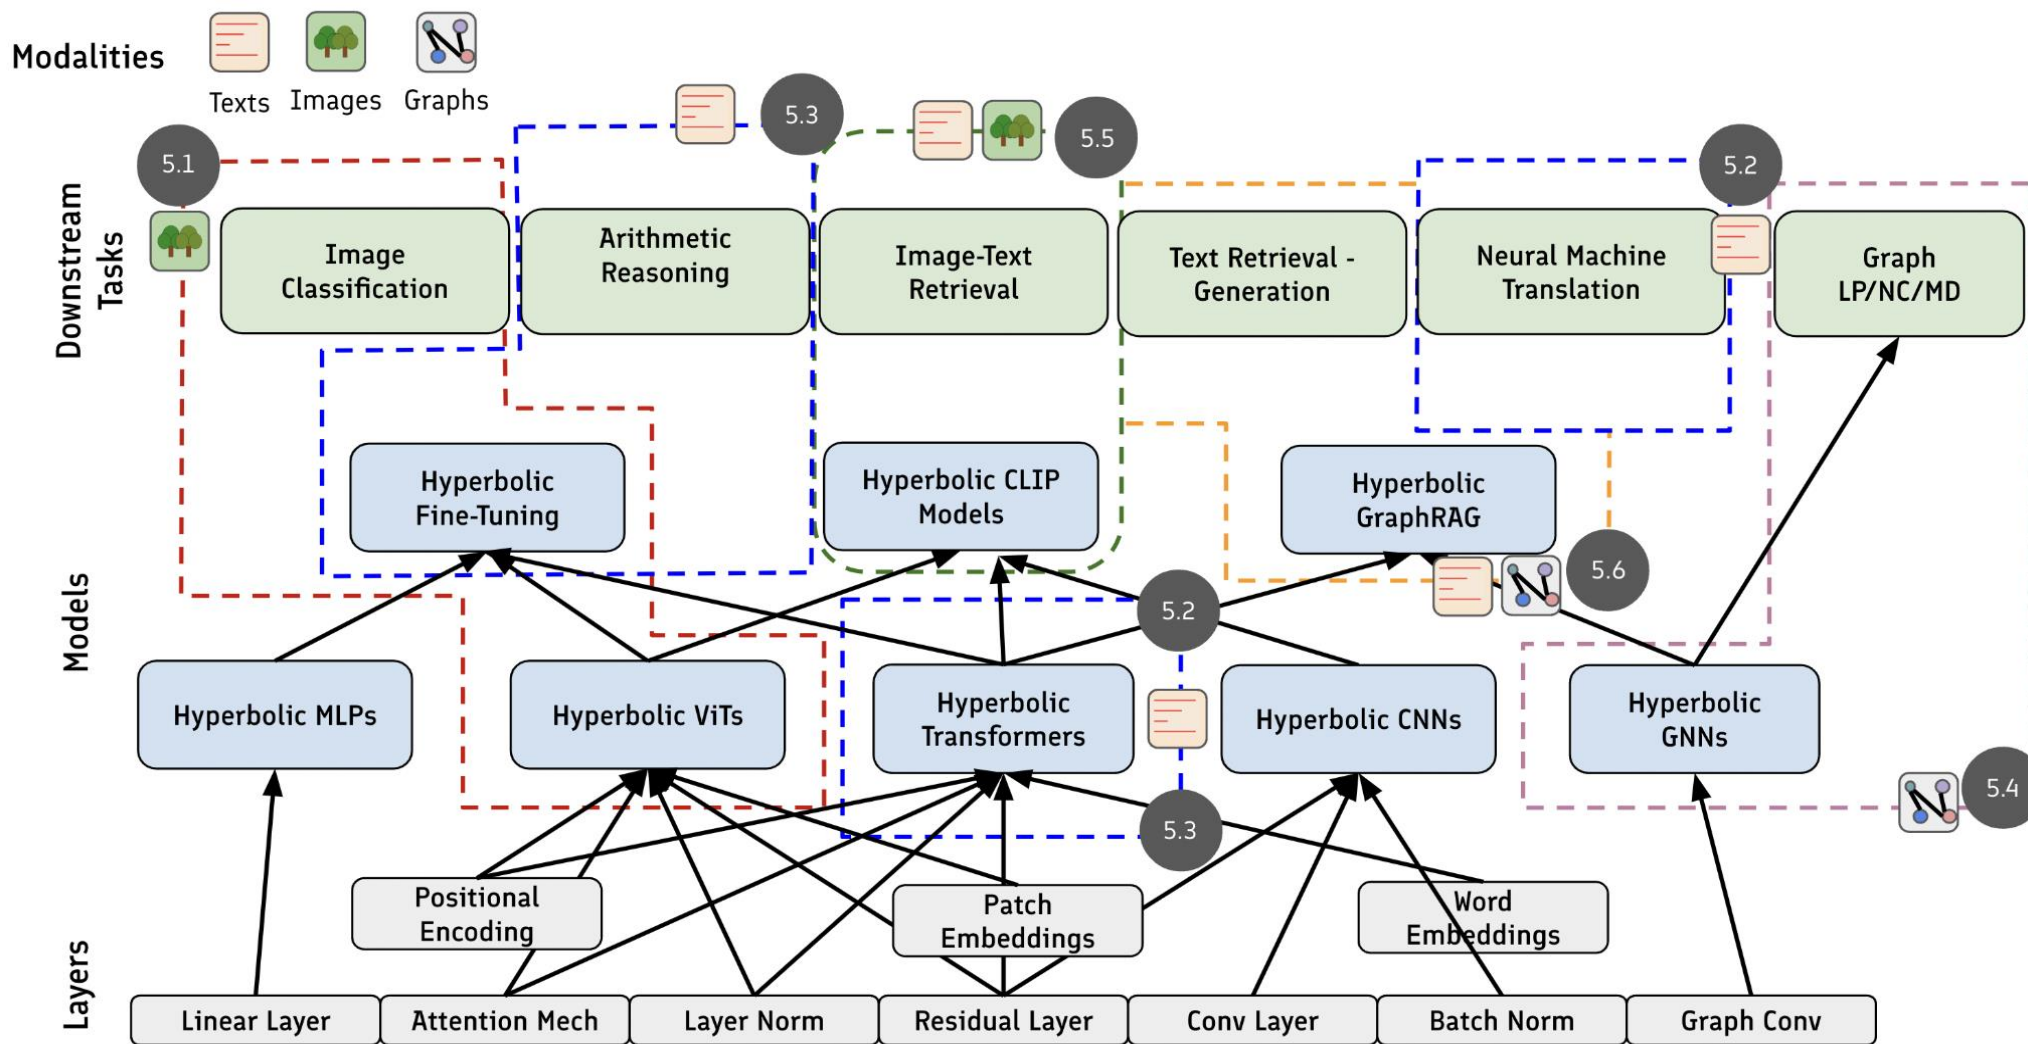 Modalities
Texts
Images
Graphs
5.1
5.3
5.5
5.2
Downstream
Tasks
Image
Classification
Arithmetic
Reasoning
Image-Text
Retrieval
Text Retrieval -
Generation
Neural Machine
Translation
Graph
LP/NC/MD
Models
Hyperbolic
Fine-Tuning
Hyperbolic CLIP
Models
Hyperbolic
GraphRAG
5.6
5.2
Hyperbolic MLPs
Hyperbolic ViTs
Hyperbolic
Transformers
Hyperbolic CNNs
Hyperbolic
GNNs
5.4
5.3
Layers
Positional
Encoding
Patch
Embeddings
Word
Embeddings
Linear Layer
Attention Mech
Layer Norm
Residual Layer
Conv Layer
Batch Norm
Graph Conv